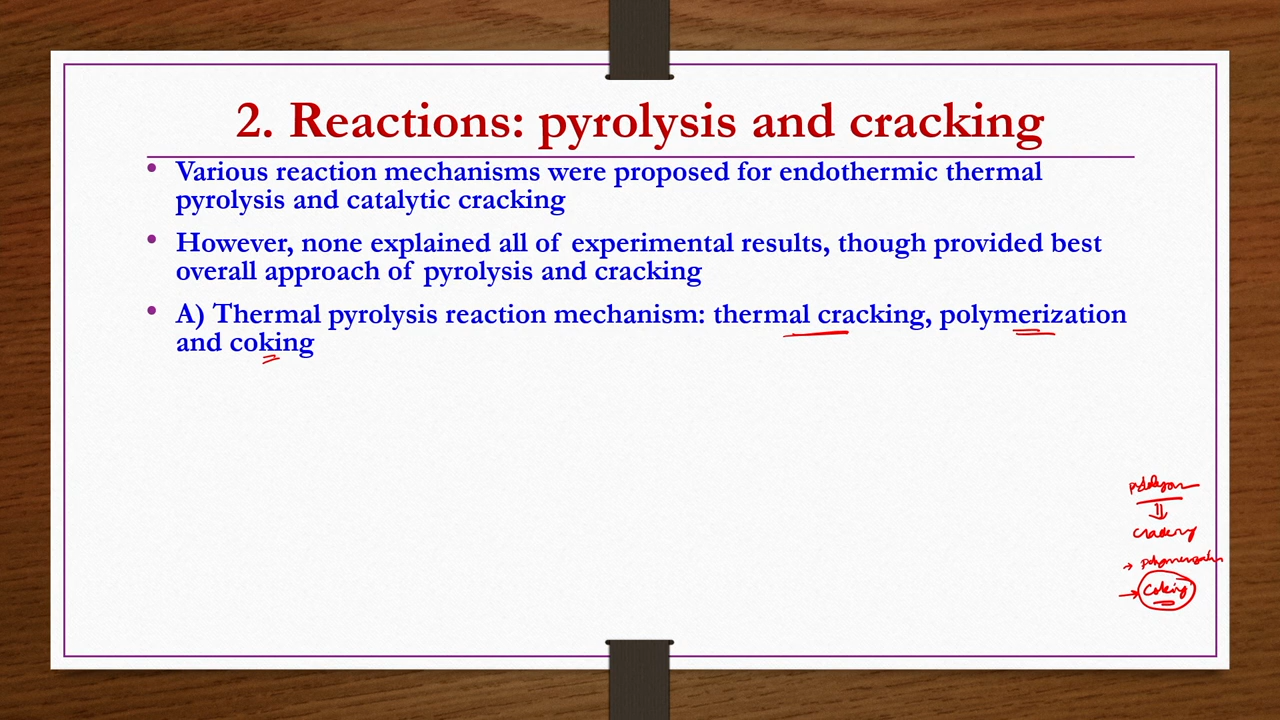 2. Reactions: pyrolysis and cracking
• Various reaction mechanisms were proposed for endothermic thermal
pyrolysis and catalytic cracking
• However, none explained all of experimental results, though provided best
overall approach of pyrolysis and cracking
• A) Thermal pyrolysis reaction mechanism: thermal cracking, polymerization
and coking
cracking
→ polymerization
→ coking